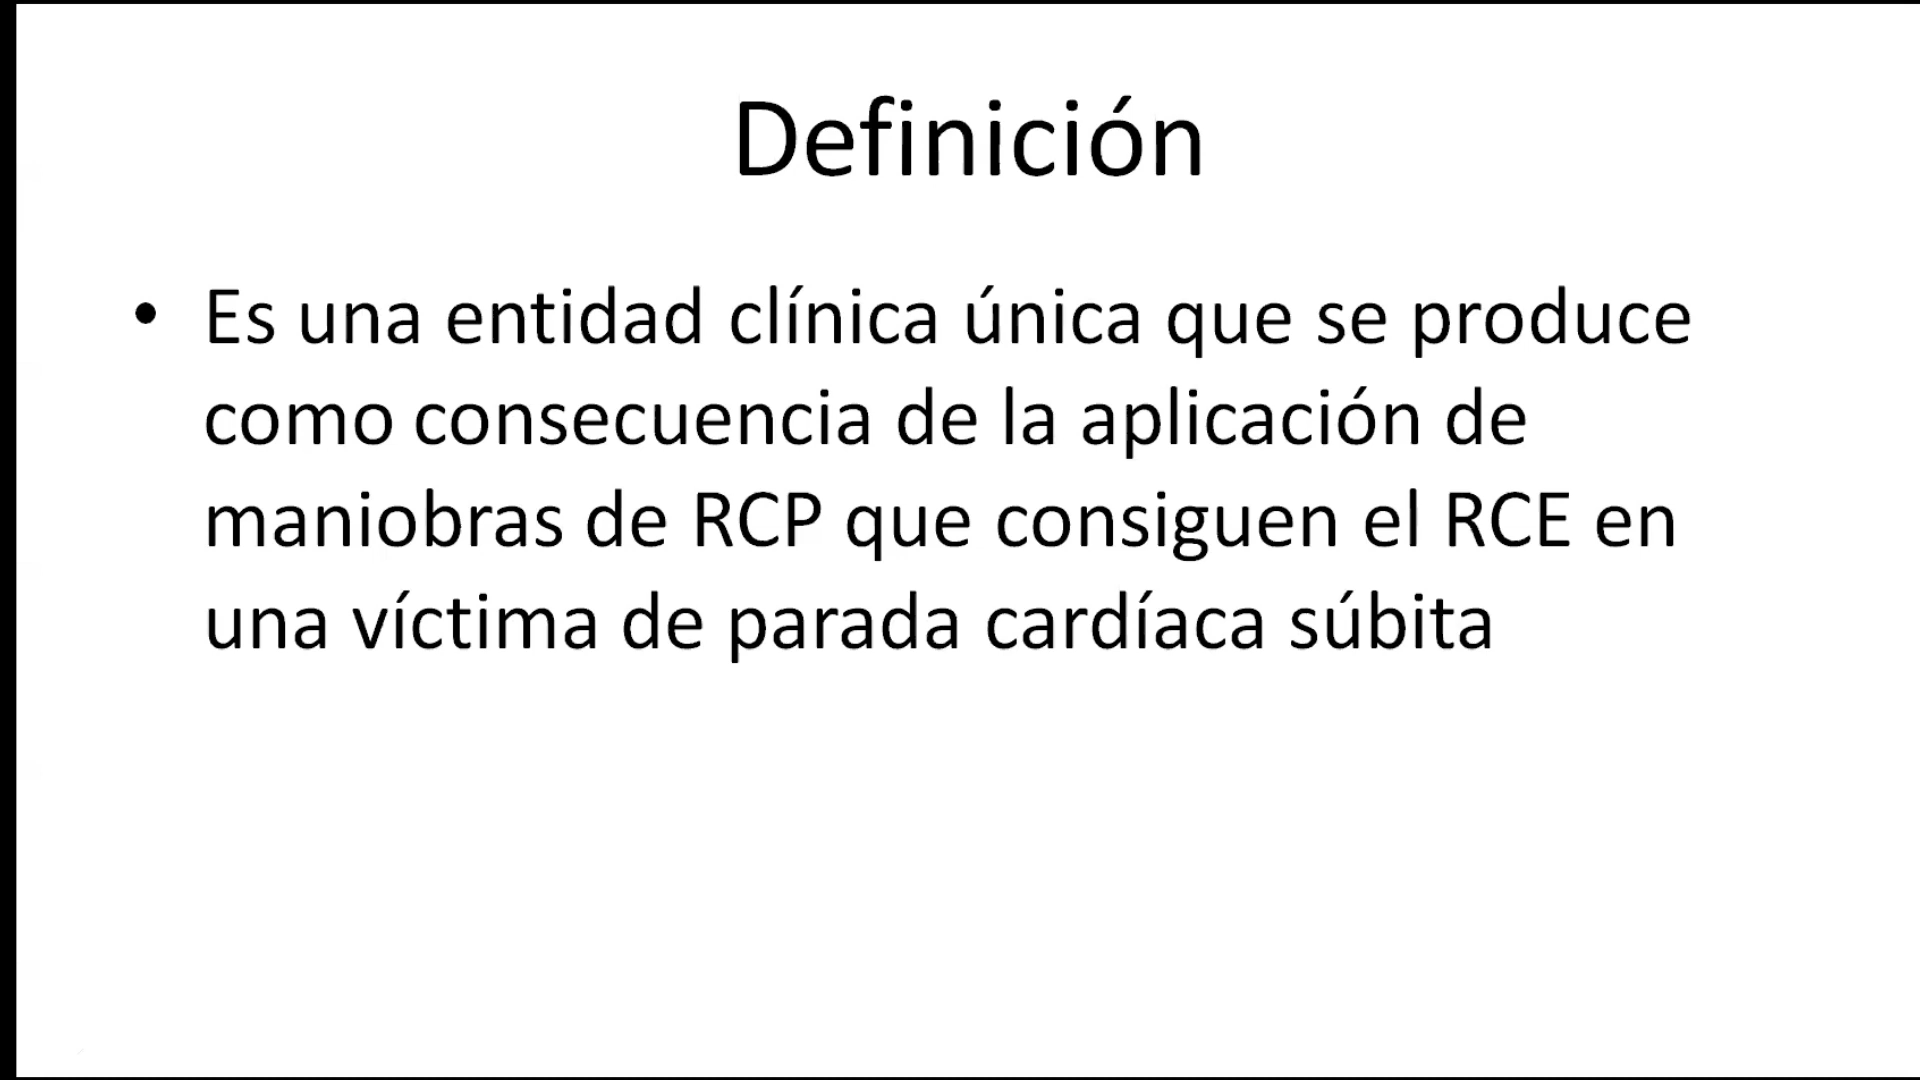 Definición
• Es una entidad clínica única que se produce
como consecuencia de la aplicación de
maniobras de RCP que consiguen el RCE en
una víctima de parada cardíaca súbita